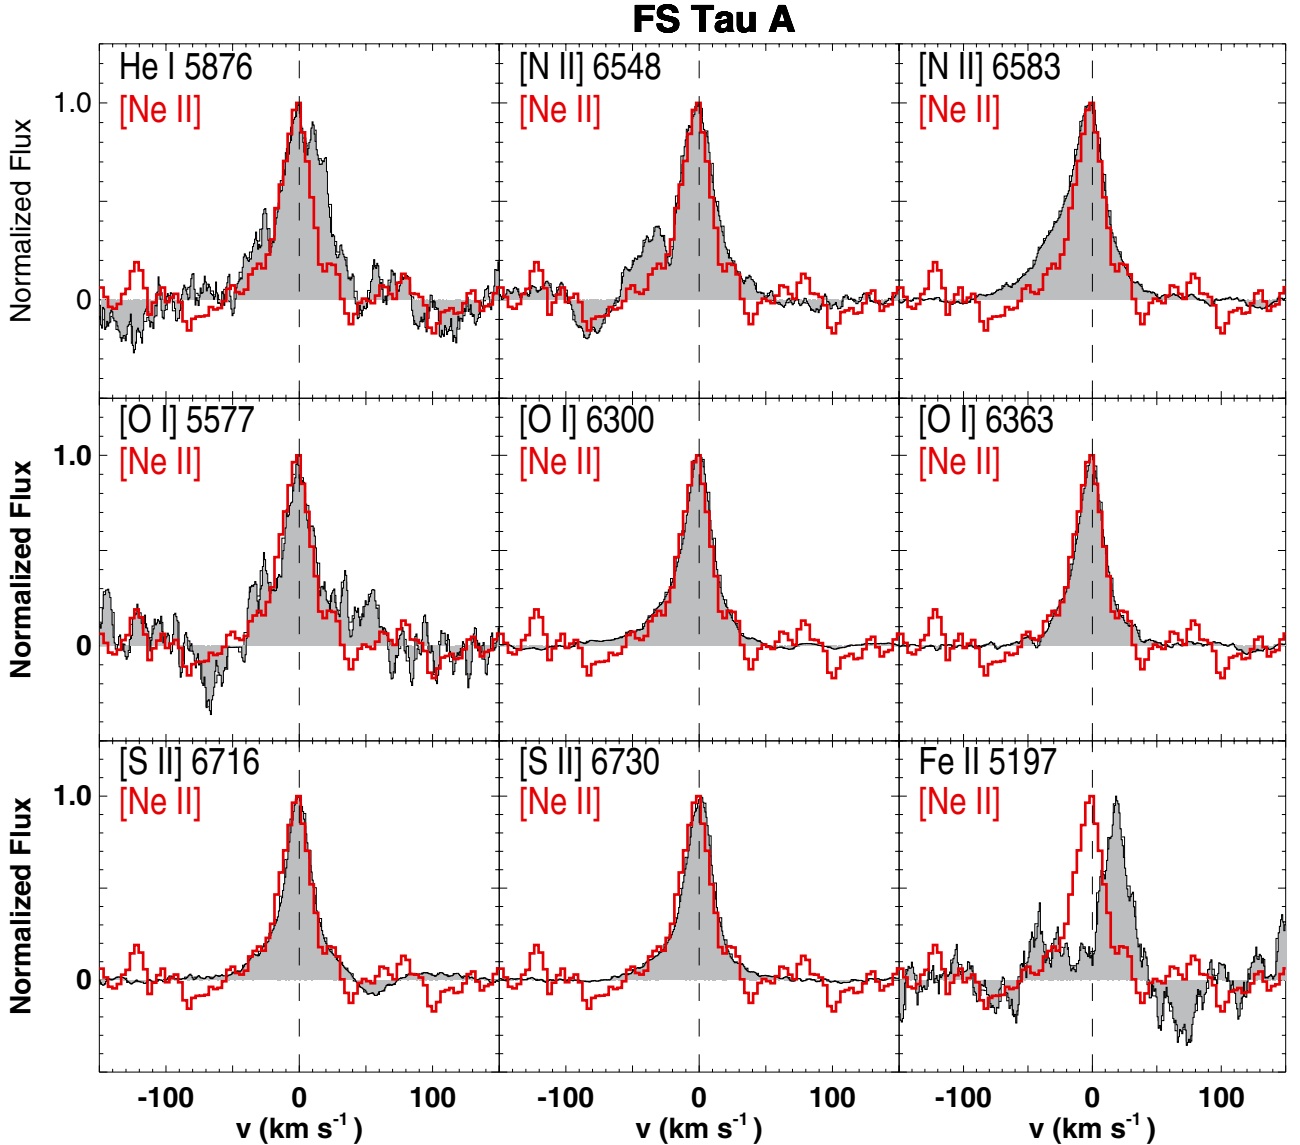 FS Tau A
He I 5876
[Ne II]
[N II] 6548
[Ne II]
[N II] 6583
[Ne II]
1.0
0
Normalized Flux
[O I] 5577
[Ne II]
[O I] 6300
[Ne II]
[O I] 6363
[Ne II]
1.0
0
Normalized Flux
[S II] 6716
[Ne II]
[S II] 6730
[Ne II]
Fe II 5197
[Ne II]
1.0
0
Normalized Flux
-100 0 100
-100 0 100
-100 0 100
v (km s⁻¹)
v (km s⁻¹)
v (km s⁻¹)